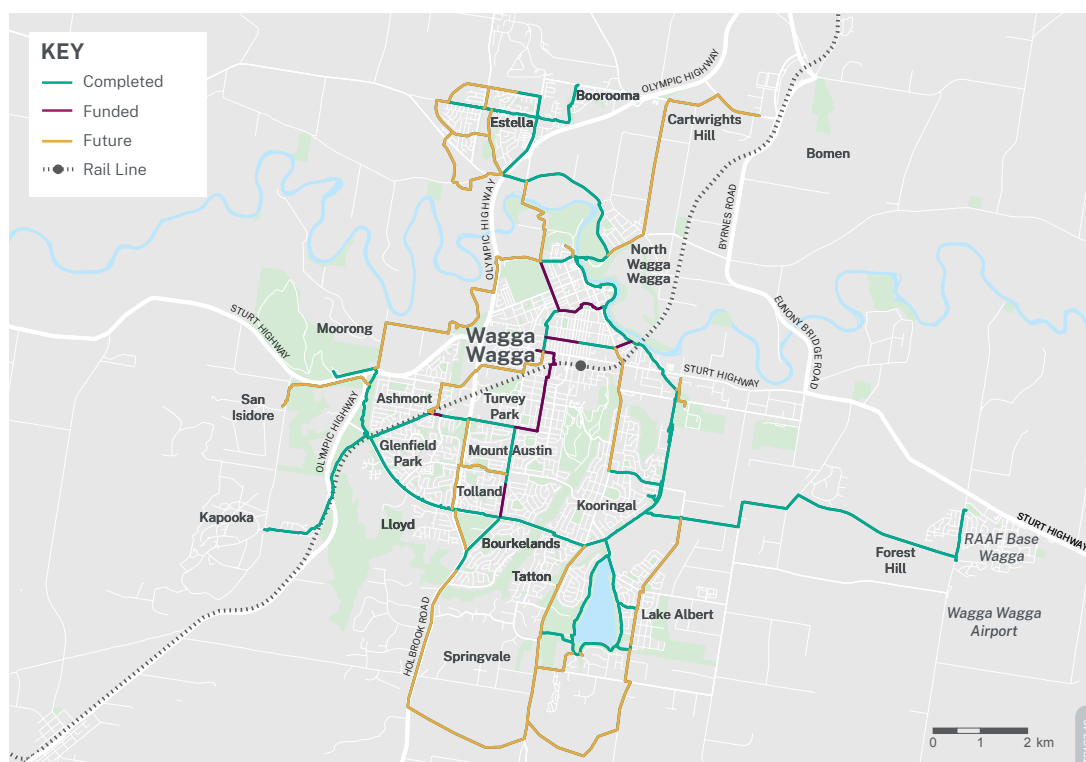 KEY
Completed
Funded
Future
Rail Line
OLYMPIC HIGHWAY
Boorooma
Estella
Cartwrights
Hill
Bomen
BYRNES ROAD
OLYMPIC HIGHWAY
North
Wagga
Wagga
EUNONY BRIDGE ROAD
STURT HIGHWAY
Moorong
Wagga
Wagga
STURT HIGHWAY
San
Isidore
Ashmont
Turvey
Park
OLYMPIC HIGHWAY
Glenfield
Park
Mount Austin
Tolland
Kooringal
Kapooka
Lloyd
Bourkelands
STURT HIGHWAY
RAAF Base
Wagga
Forest
Hill
Tatton
Lake Albert
Wagga Wagga
Airport
HOLBROOK ROAD
Springvale
0 1 2 km